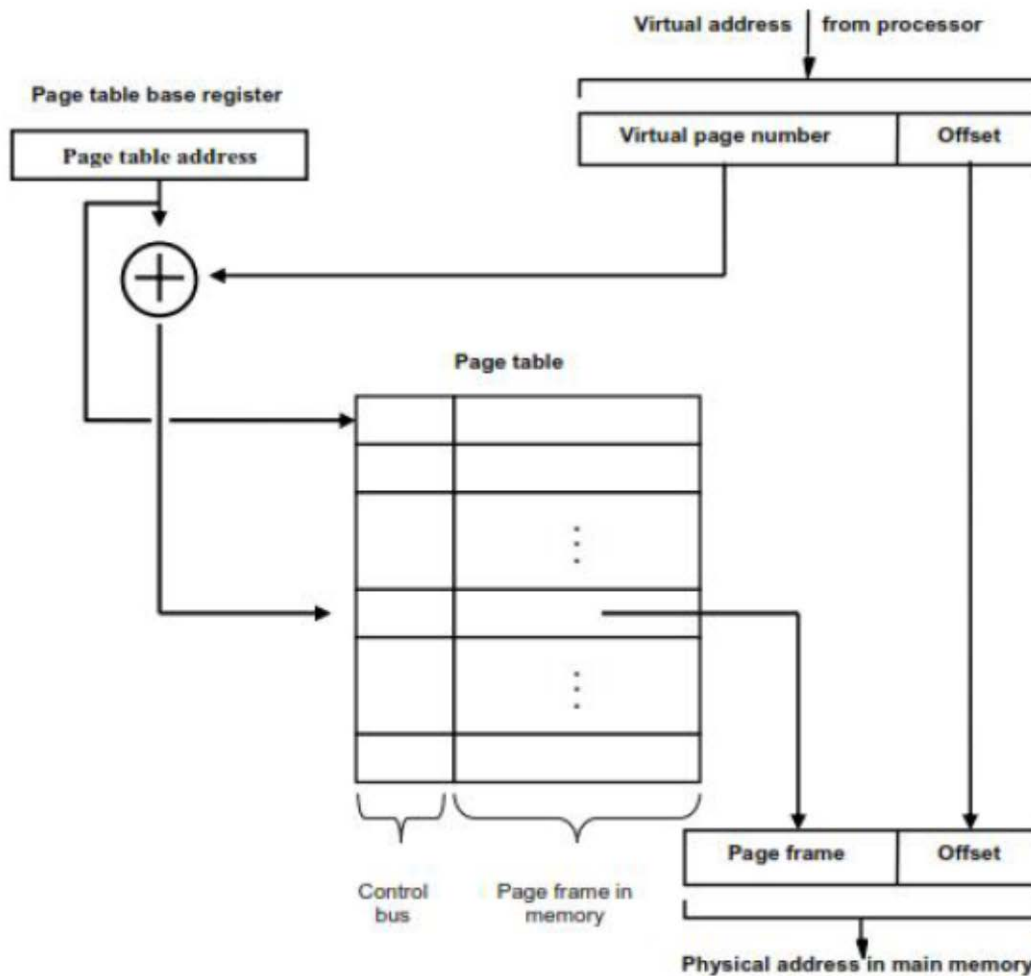 Virtual address from processor
Page table base register
Page table address
Virtual page number Offset
Page table
Control
bus
Page frame in
memory
Page frame Offset
Physical address in main memory